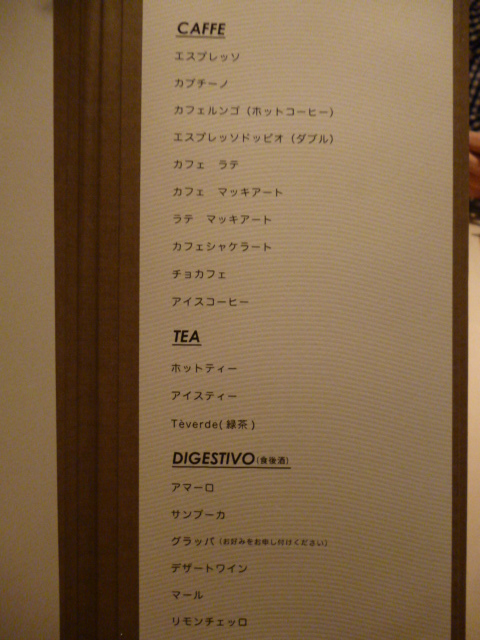 CAFFE
エスプレッソ
カプチーノ
カフェルンゴ（ホットコーヒー）
エスプレッソドッピオ（ダブル）
カフェ　ラテ
カフェ　マッキアート
ラテ　マッキアート
カフェシャケラート
チョカフェ
アイスコーヒー
TEA
ホットティー
アイスティー
Tèverde(緑茶)
DIGESTIVO(食後酒)
アマーロ
サンブーカ
グラッパ（お好みをお申し付けください）
デザートワイン
マール
リモンチェッロ